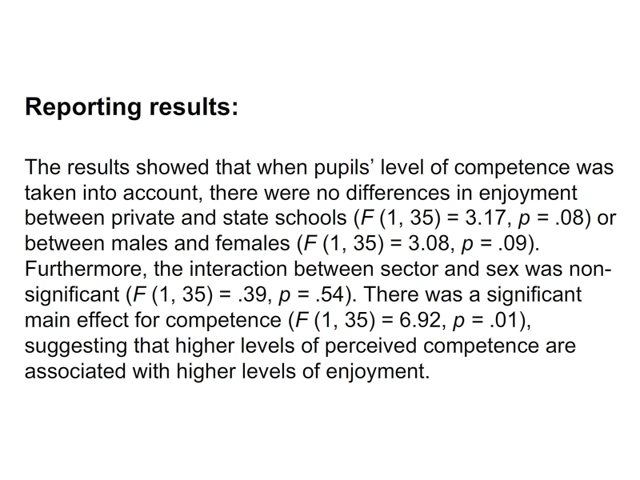 Reporting results:
The results showed that when pupils’ level of competence was
taken into account, there were no differences in enjoyment
between private and state schools (F (1, 35) = 3.17, p = .08) or
between males and females (F (1, 35) = 3.08, p = .09).
Furthermore, the interaction between sector and sex was non-
significant (F (1, 35) = .39, p = .54). There was a significant
main effect for competence (F (1, 35) = 6.92, p = .01),
suggesting that higher levels of perceived competence are
associated with higher levels of enjoyment.